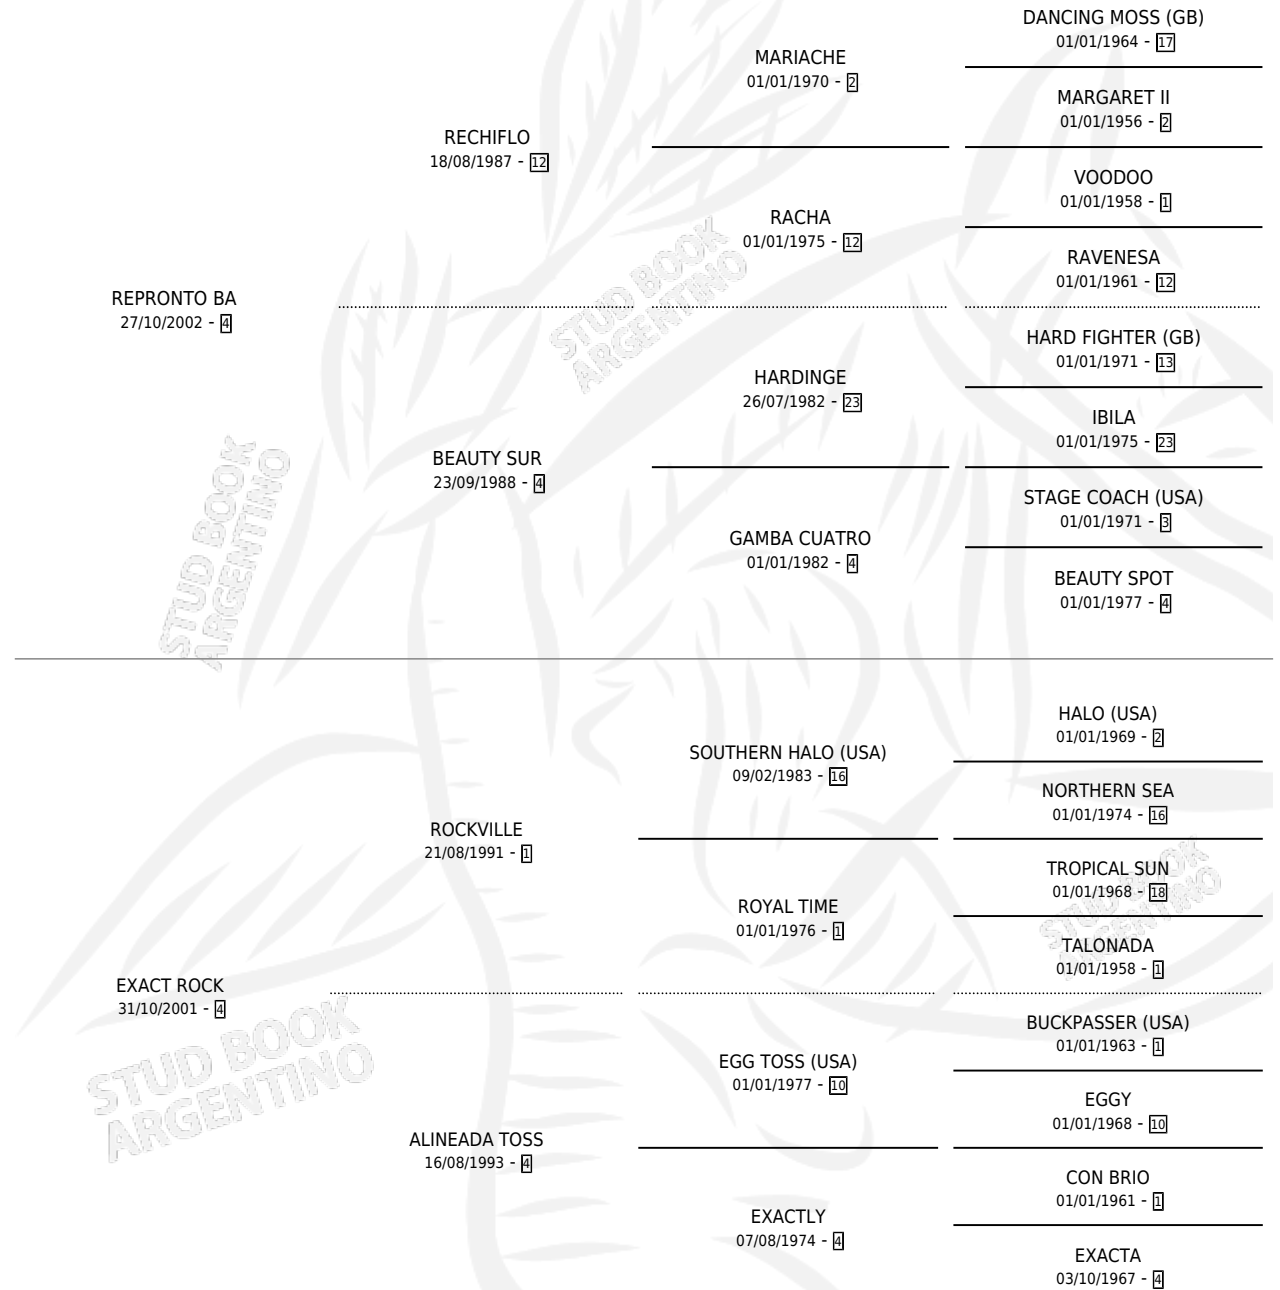 DANCING MOSS (GB)
01/01/1964 - 17
MARIACHE
01/01/1970 - 2
MARGARET II
01/01/1956 - 2
RECHIFLO
18/08/1987 - 12
VOODOO
01/01/1958 - 1
RACHA
01/01/1975 - 12
RAVENESA
01/01/1961 - 12
REPRONTO BA
27/10/2002 - 4
HARD FIGHTER (GB)
01/01/1971 - 13
HARDINGE
26/07/1982 - 23
IBILA
01/01/1975 - 23
BEAUTY SUR
23/09/1988 - 4
STAGE COACH (USA)
01/01/1971 - 3
GAMBA CUATRO
01/01/1982 - 4
BEAUTY SPOT
01/01/1977 - 4
HALO (USA)
01/01/1969 - 2
SOUTHERN HALO (USA)
09/02/1983 - 16
NORTHERN SEA
01/01/1974 - 16
ROCKVILLE
21/08/1991 - 1
TROPICAL SUN
01/01/1968 - 18
ROYAL TIME
01/01/1976 - 1
TALONADA
01/01/1958 - 1
EXACT ROCK
31/10/2001 - 4
BUCKPASSER (USA)
01/01/1963 - 1
EGG TOSS (USA)
01/01/1977 - 10
EGGY
01/01/1968 - 10
ALINEADA TOSS
16/08/1993 - 4
CON BRIO
01/01/1961 - 1
EXACTLY
07/08/1974 - 4
EXACTA
03/10/1967 - 4
STUD BOOK
ARGENTINO
STUD BOOK
ARGENTINO
STUD BOOK
ARGENTINO
STUD BOOK
ARGENTINO